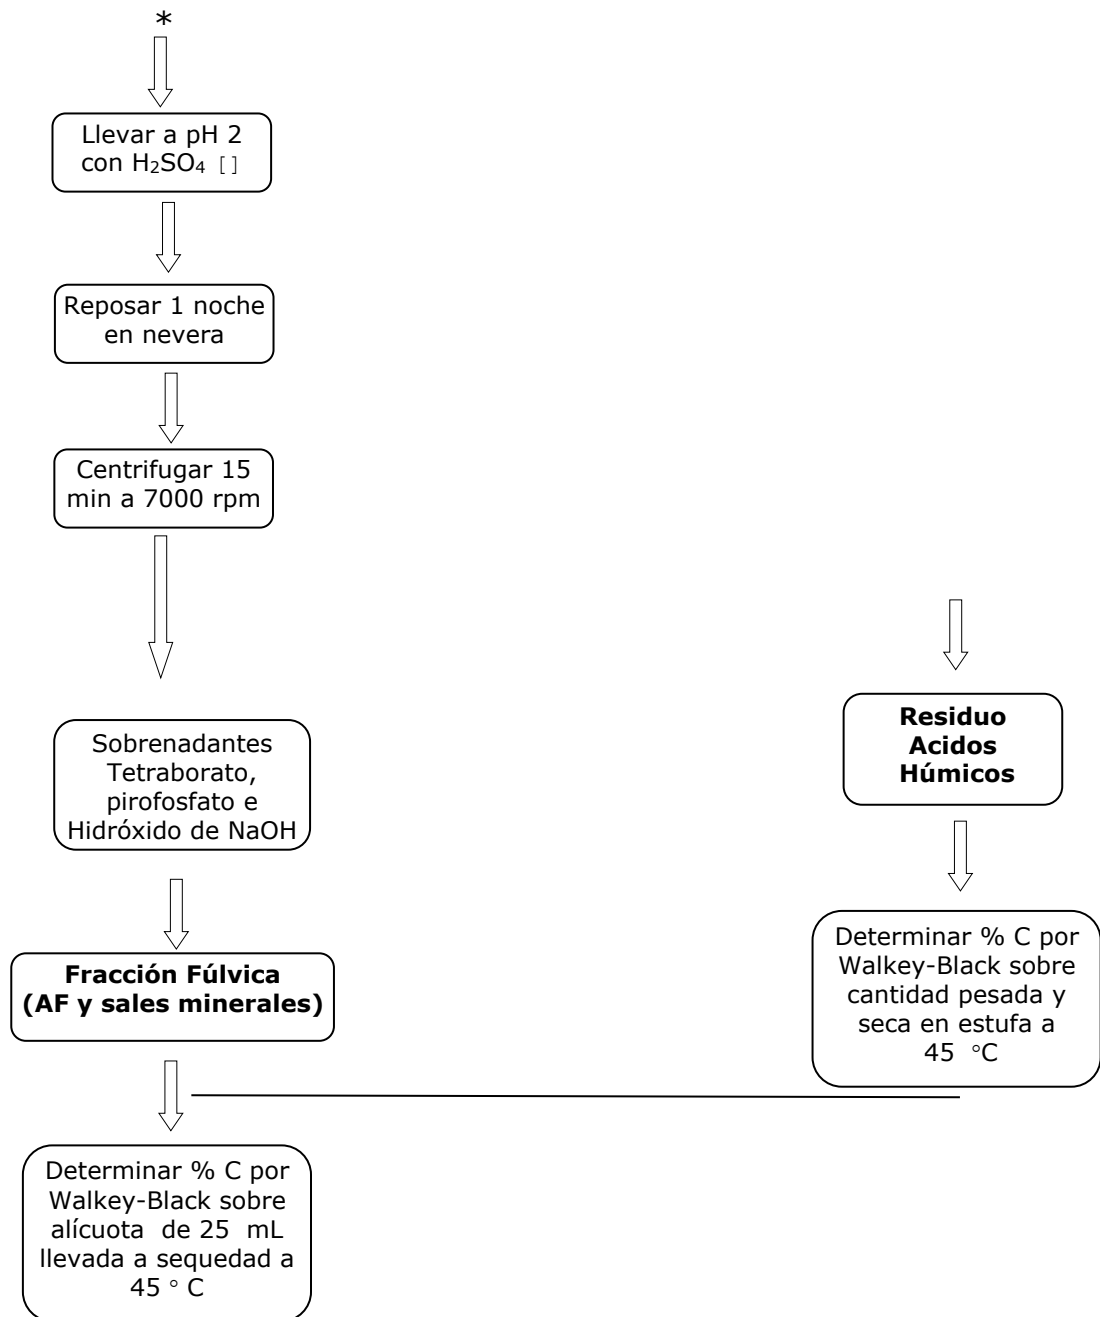 *
Llevar a pH 2
con H₂SO₄ [ ]
Reposar 1 noche
en nevera
Centrifugar 15
min a 7000 rpm
Sobrenadantes
Tetraborato,
pirofosfato e
Hidróxido de NaOH
Fracción Fúlvica
(AF y sales minerales)
Determinar % C por
Walkey-Black sobre
alícuota de 25 mL
llevada a sequedad a
45 ° C
Residuo
Acidos
Húmicos
Determinar % C por
Walkey-Black sobre
cantidad pesada y
seca en estufa a
45 °C